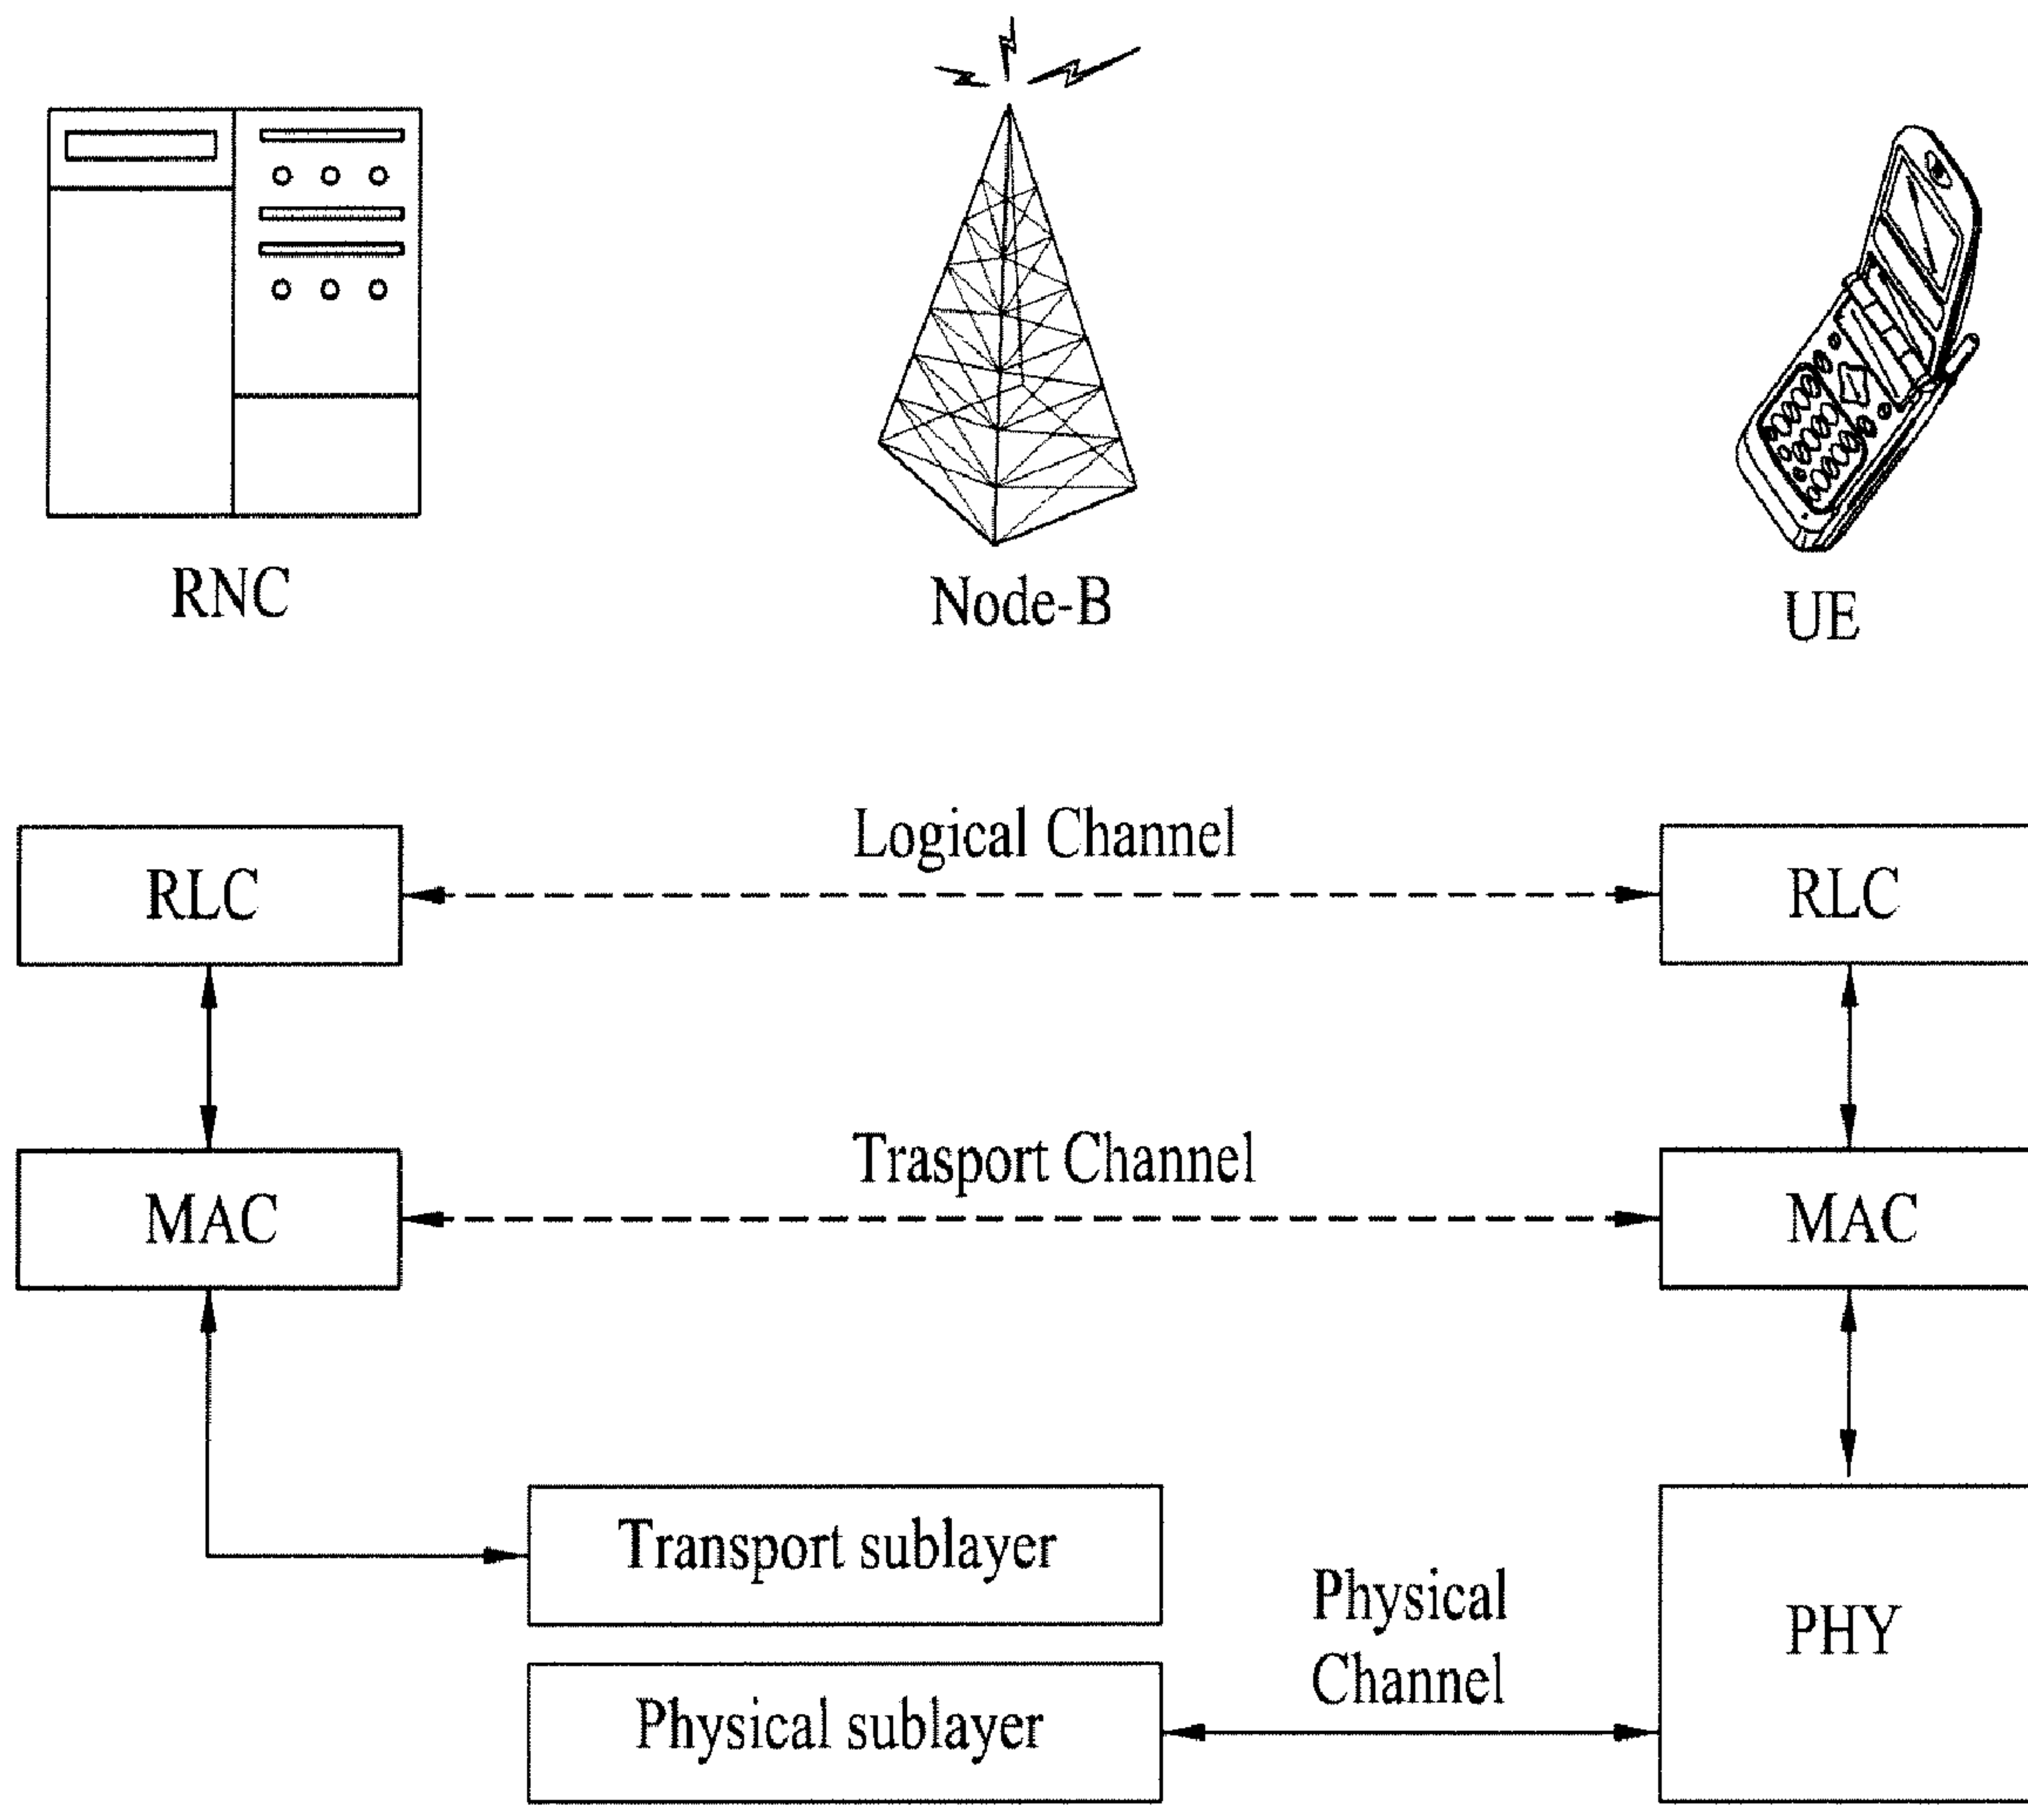 RNC
Node-B
UE
Logical Channel
RLC
RLC
Trasport Channel
MAC
MAC
Transport sublayer
Physical
Channel
PHY
Physical sublayer